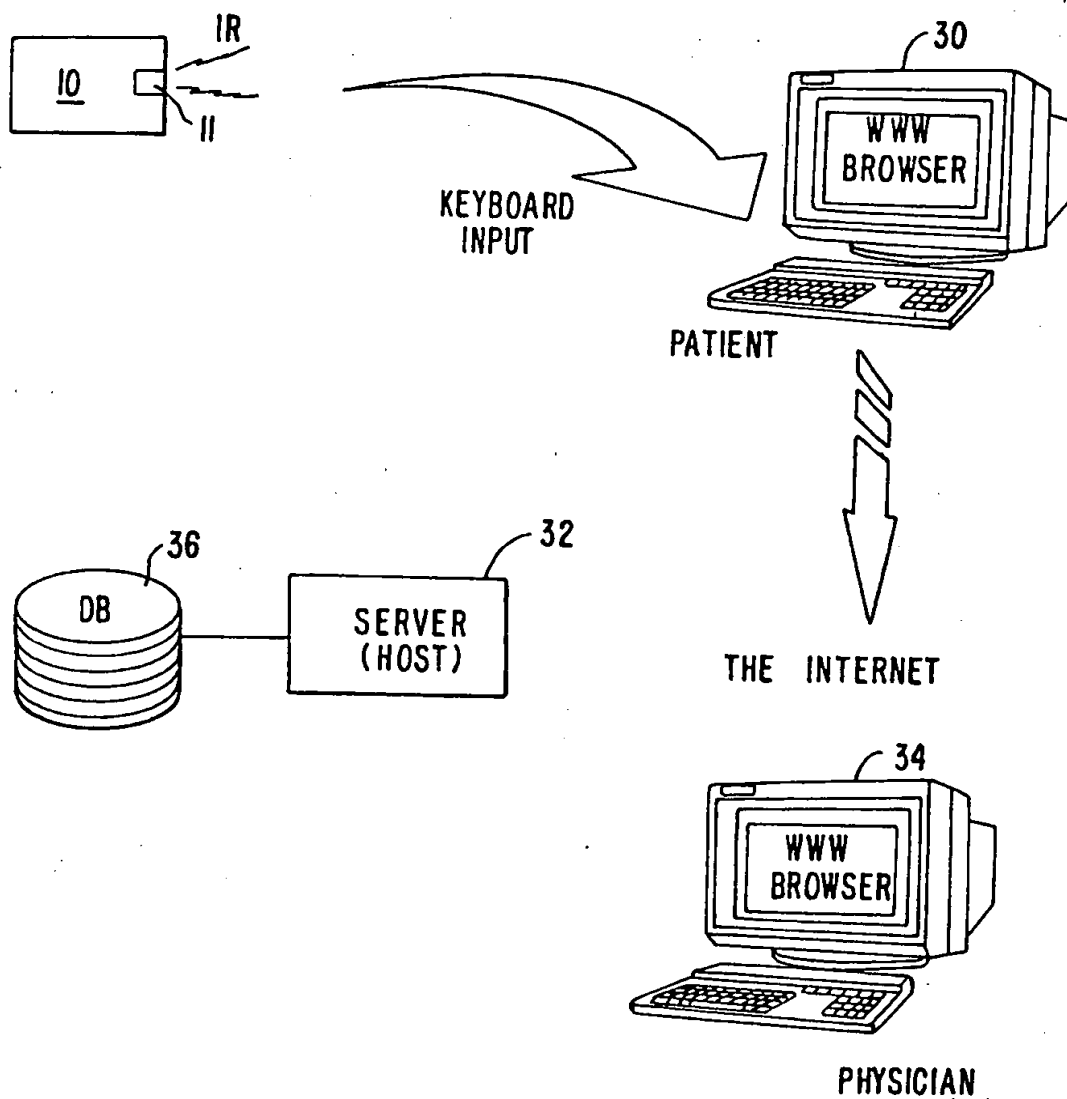 IR
10
11
KEYBOARD
INPUT
30
WWW
BROWSER
PATIENT
36
DB
32
SERVER
(HOST)
THE INTERNET
34
WWW
BROWSER
PHYSICIAN